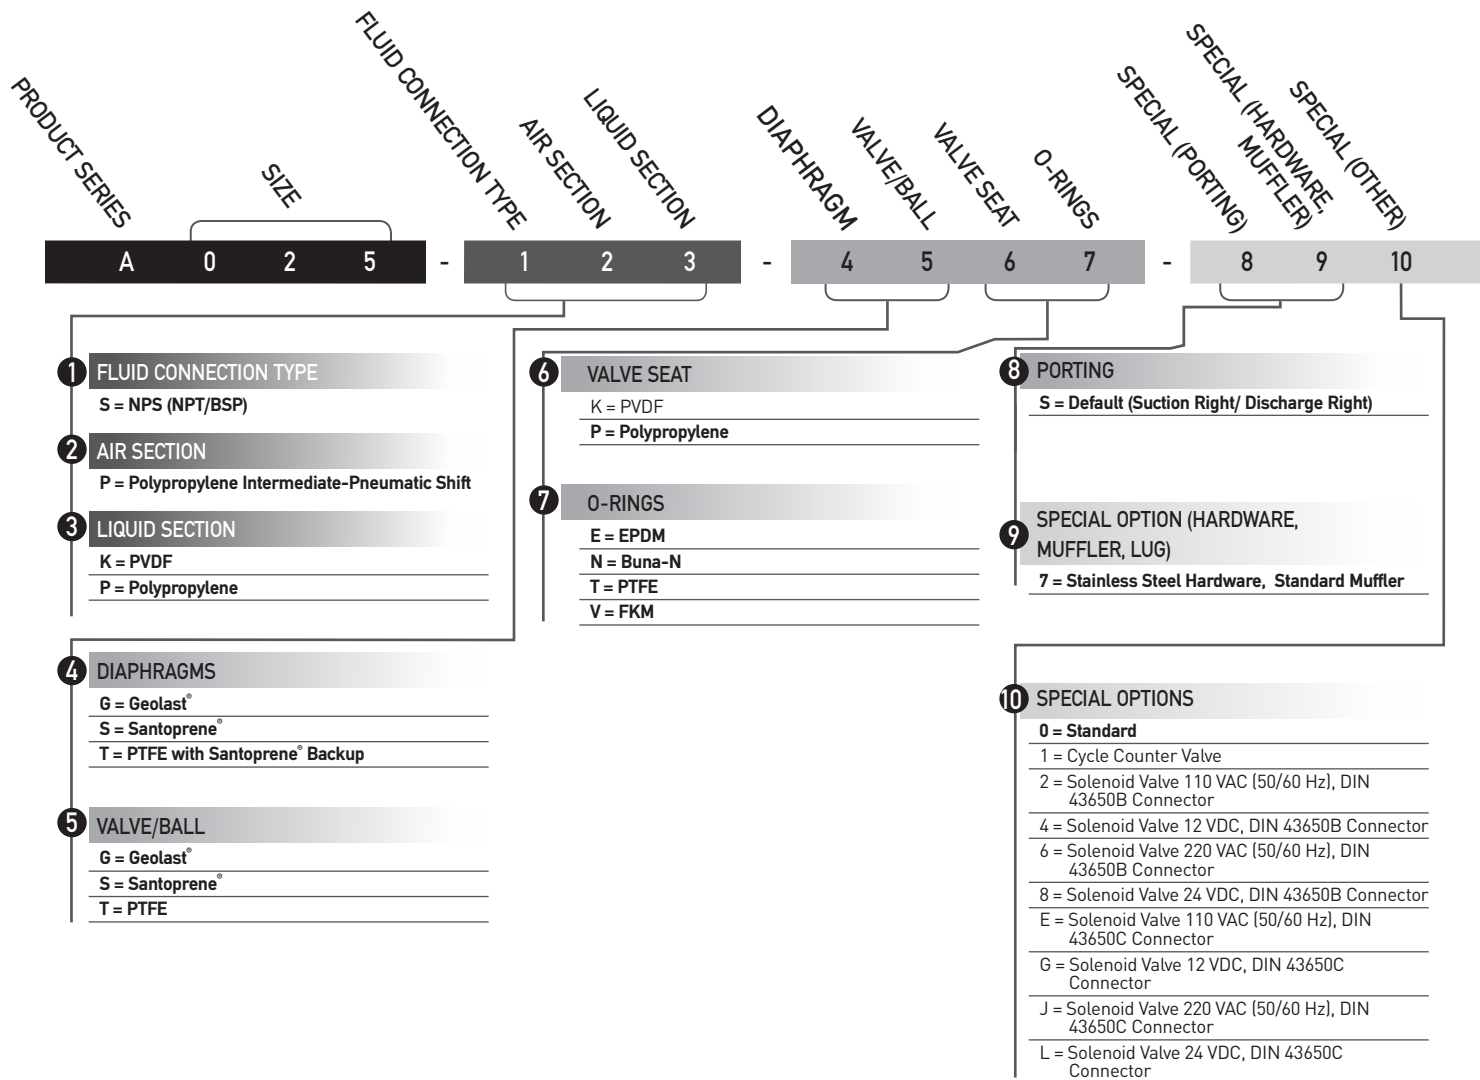 PRODUCT SERIES
SIZE
FLUID CONNECTION TYPE
AIR SECTION
LIQUID SECTION
DIAPHRAGM
VALVE/BALL
VALVE SEAT
O-RINGS
SPECIAL (PORTING)
SPECIAL (HARDWARE,
MUFFLER)
SPECIAL (OTHER)
A 0 2 5 - 1 2 3 - 4 5 6 7 - 8 9 10
1 FLUID CONNECTION TYPE
S = NPS (NPT/BSP)
2 AIR SECTION
P = Polypropylene Intermediate-Pneumatic Shift
3 LIQUID SECTION
K = PVDF
P = Polypropylene
4 DIAPHRAGMS
G = Geolast®
S = Santoprene®
T = PTFE with Santoprene® Backup
5 VALVE/BALL
G = Geolast®
S = Santoprene®
T = PTFE
6 VALVE SEAT
K = PVDF
P = Polypropylene
7 O-RINGS
E = EPDM
N = Buna-N
T = PTFE
V = FKM
8 PORTING
S = Default (Suction Right/ Discharge Right)
9 SPECIAL OPTION (HARDWARE,
MUFFLER, LUG)
7 = Stainless Steel Hardware, Standard Muffler
10 SPECIAL OPTIONS
0 = Standard
1 = Cycle Counter Valve
2 = Solenoid Valve 110 VAC (50/60 Hz), DIN
43650B Connector
4 = Solenoid Valve 12 VDC, DIN 43650B Connector
6 = Solenoid Valve 220 VAC (50/60 Hz), DIN
43650B Connector
8 = Solenoid Valve 24 VDC, DIN 43650B Connector
E = Solenoid Valve 110 VAC (50/60 Hz), DIN
43650C Connector
G = Solenoid Valve 12 VDC, DIN 43650C
Connector
J = Solenoid Valve 220 VAC (50/60 Hz), DIN
43650C Connector
L = Solenoid Valve 24 VDC, DIN 43650C
Connector